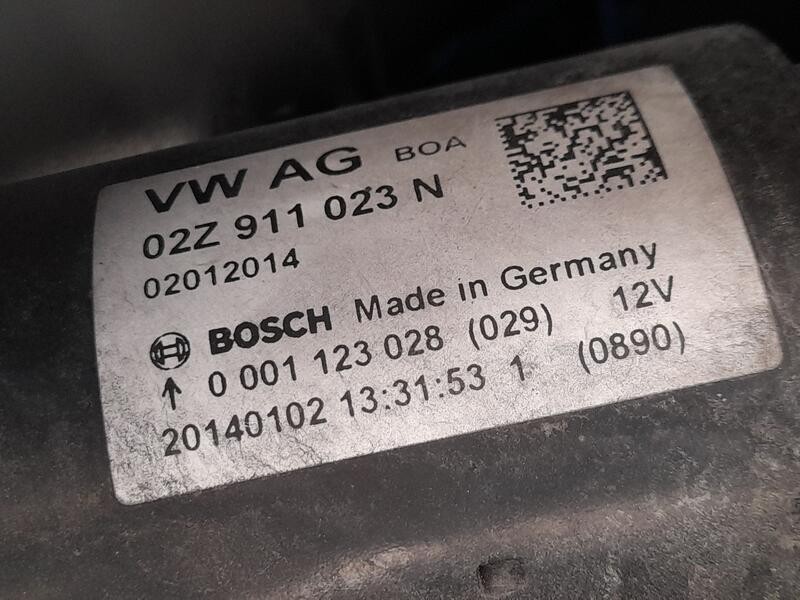 VW AG BOA
02Z 911 023 N
02012014
BOSCH Made in Germany
0 001 123 028 (029) 12V
20140102 13:31:53 1 (0890)